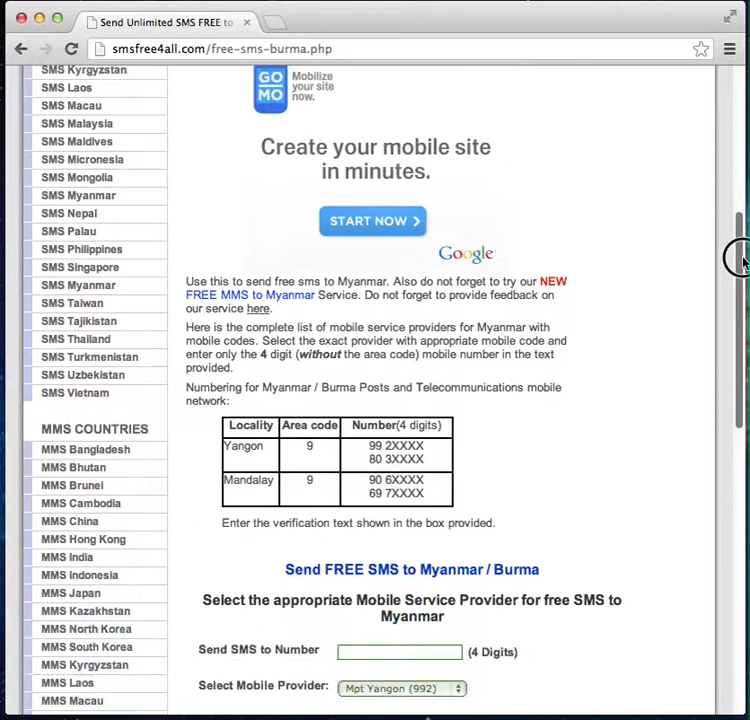 Send Unlimited SMS FREE to
smsfree4all.com/free-sms-burma.php
SMS Kyrgyzstan
SMS Laos
SMS Macau
SMS Malaysia
SMS Maldives
SMS Micronesia
SMS Mongolia
SMS Myanmar
SMS Nepal
SMS Palau
SMS Philippines
SMS Singapore
SMS Myanmar
SMS Taiwan
SMS Tajikistan
SMS Thailand
SMS Turkmenistan
SMS Uzbekistan
SMS Vietnam
MMS COUNTRIES
MMS Bangladesh
MMS Bhutan
MMS Brunei
MMS Cambodia
MMS China
MMS Hong Kong
MMS India
MMS Indonesia
MMS Japan
MMS Kazakhstan
MMS North Korea
MMS South Korea
MMS Kyrgyzstan
MMS Laos
MMS Macau
GO
MO
Mobilize
your site
now.
Create your mobile site
in minutes.
START NOW
Google
Use this to send free sms to Myanmar. Also do not forget to try our NEW
FREE MMS to Myanmar Service. Do not forget to provide feedback on
our service here.
Here is the complete list of mobile service providers for Myanmar with
mobile codes. Select the exact provider with appropriate mobile code and
enter only the 4 digit (without the area code) mobile number in the text
provided.
Numbering for Myanmar / Burma Posts and Telecommunications mobile
network:
Locality Area code Number(4 digits)
Yangon 9 99 2XXXX
80 3XXXX
Mandalay 9 90 6XXXX
69 7XXXX
Enter the verification text shown in the box provided.
Send FREE SMS to Myanmar / Burma
Select the appropriate Mobile Service Provider for free SMS to
Myanmar
Send SMS to Number (4 Digits)
Select Mobile Provider: Mpt Yangon (992)